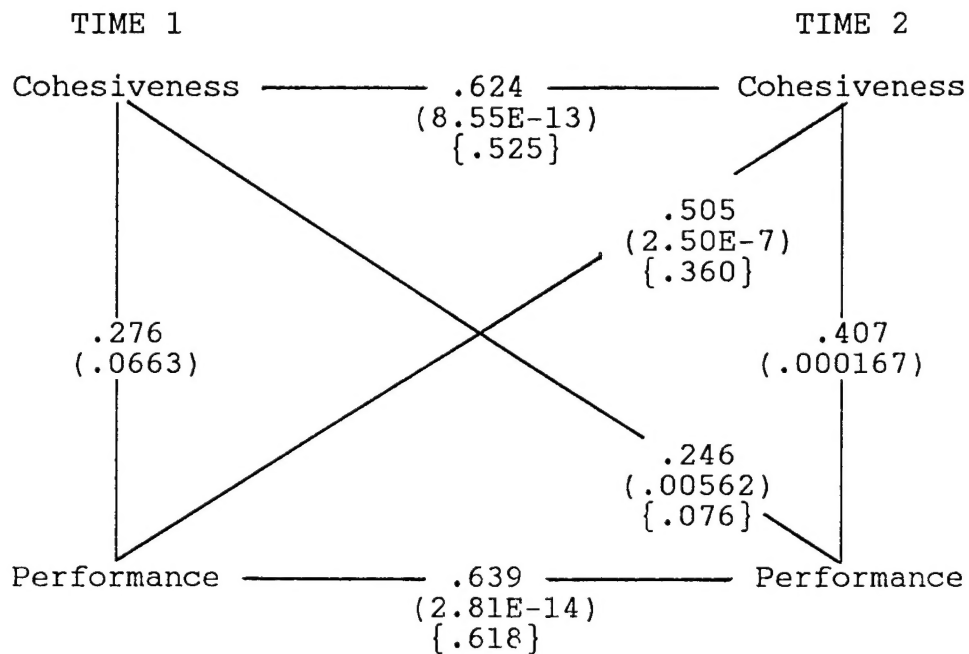 TIME 1 TIME 2
Cohesiveness .624 Cohesiveness
(8.55E-13)
{.525}
.505
(2.50E-7)
{.360}
.276 .407
(.0663) (.000167)
.246
(.00562)
{.076}
Performance .639 Performance
(2.81E-14)
{.618}